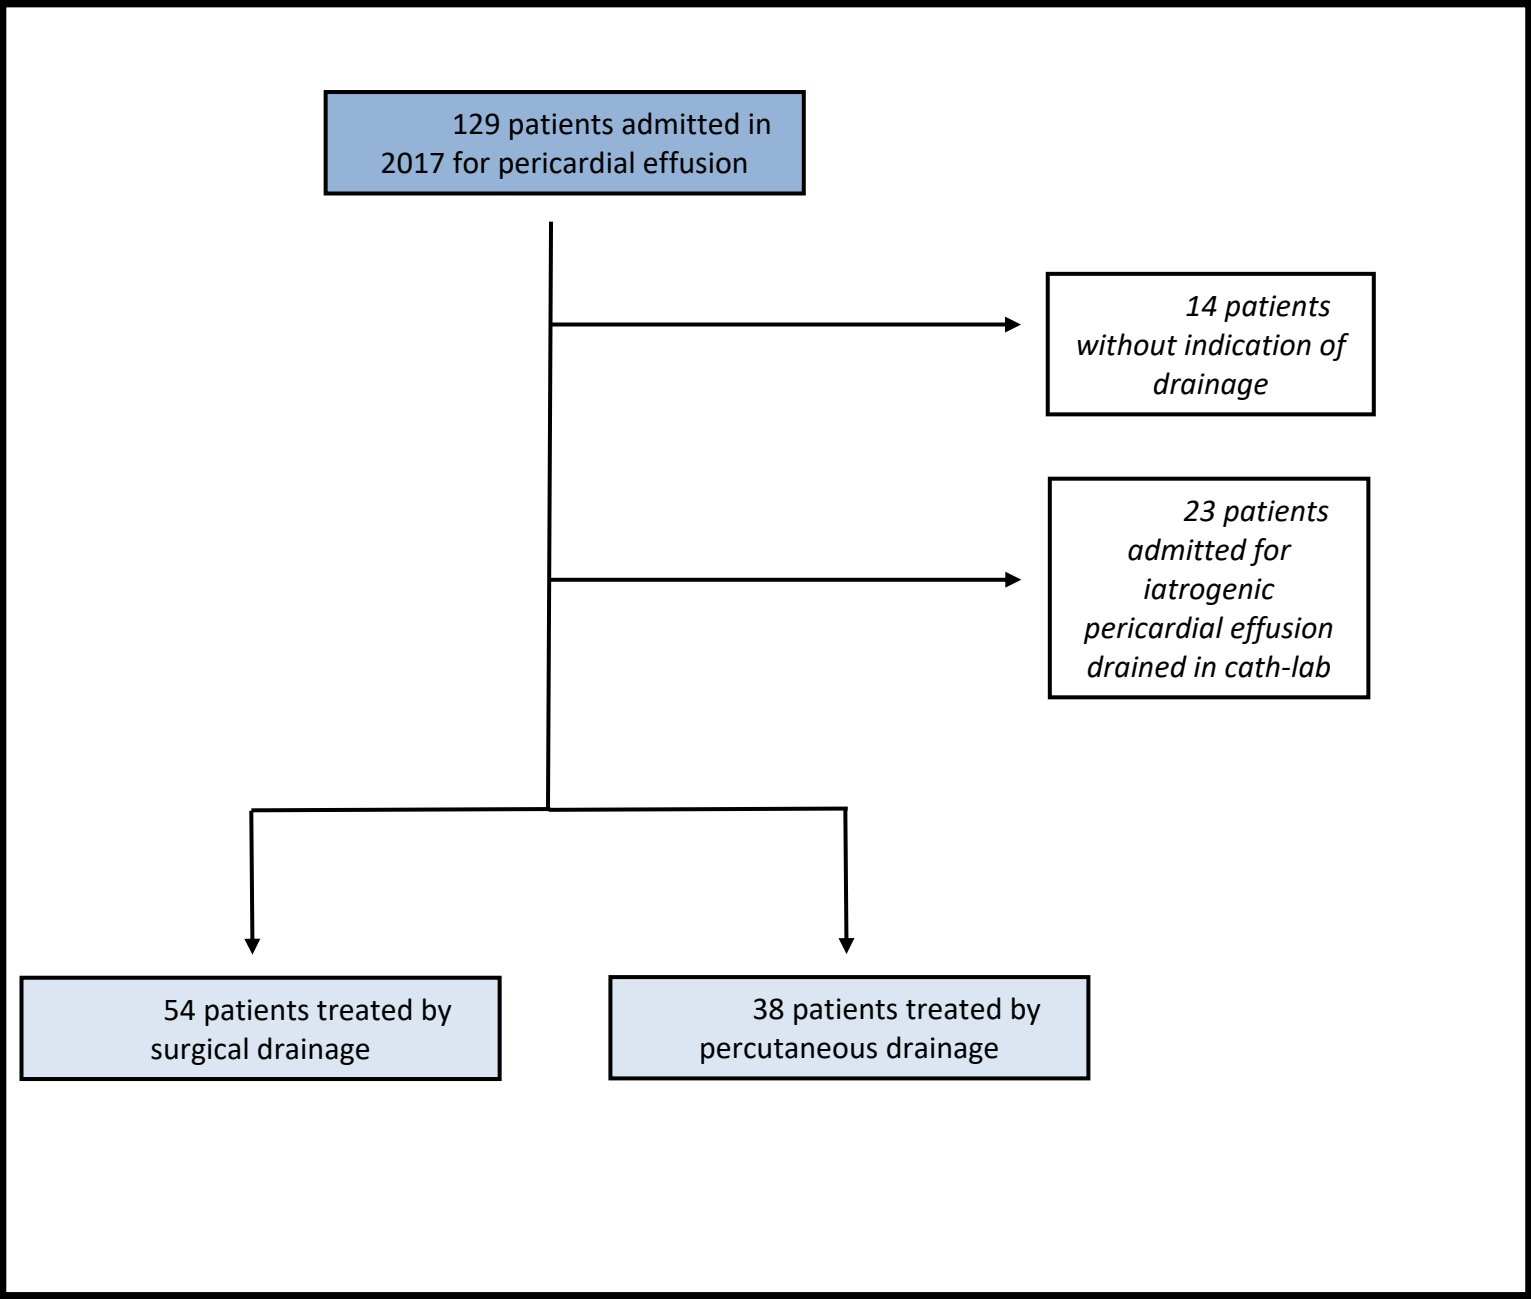 129 patients admitted in
2017 for pericardial effusion
14 patients
without indication of
drainage
23 patients
admitted for
iatrogenic
pericardial effusion
drained in cath-lab
54 patients treated by
surgical drainage
38 patients treated by
percutaneous drainage